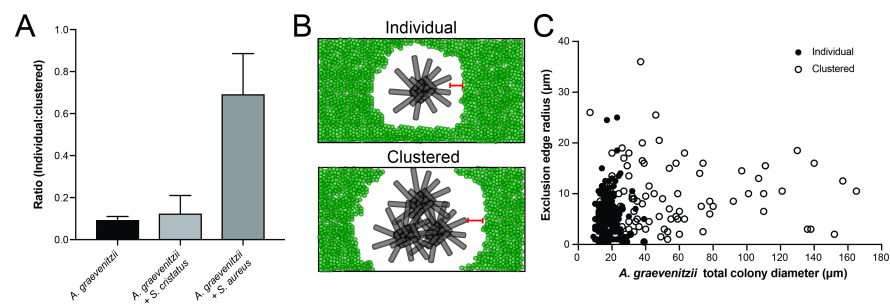 A
Ratio (Individual:clustered)
1.0
0.8
0.6
0.4
0.2
0.0
A. graevenitzii
A. graevenitzii
+ S. cristatus
A. graevenitzii
+ S. aureus
B
Individual
Clustered
C
Exclusion edge radius (µm)
40
30
20
10
0
0
20
40
60
80
100
120
140
160
180
A. graevenitzii total colony diameter (µm)
Individual
Clustered